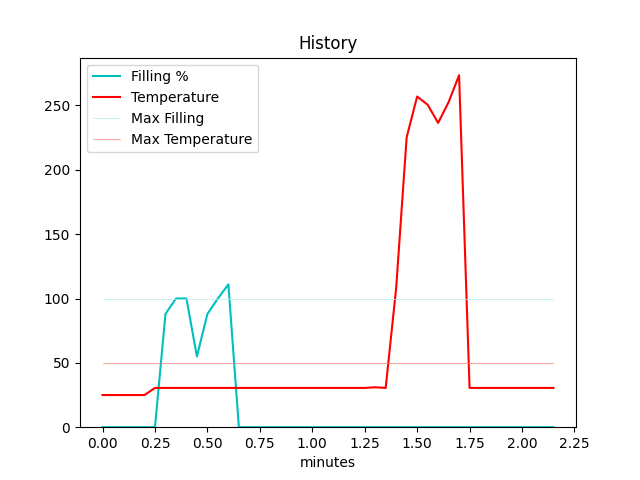 History
Filling %
Temperature
Max Filling
Max Temperature
250
200
150
100
50
0
0.00 0.25 0.50 0.75 1.00 1.25 1.50 1.75 2.00 2.25
minutes